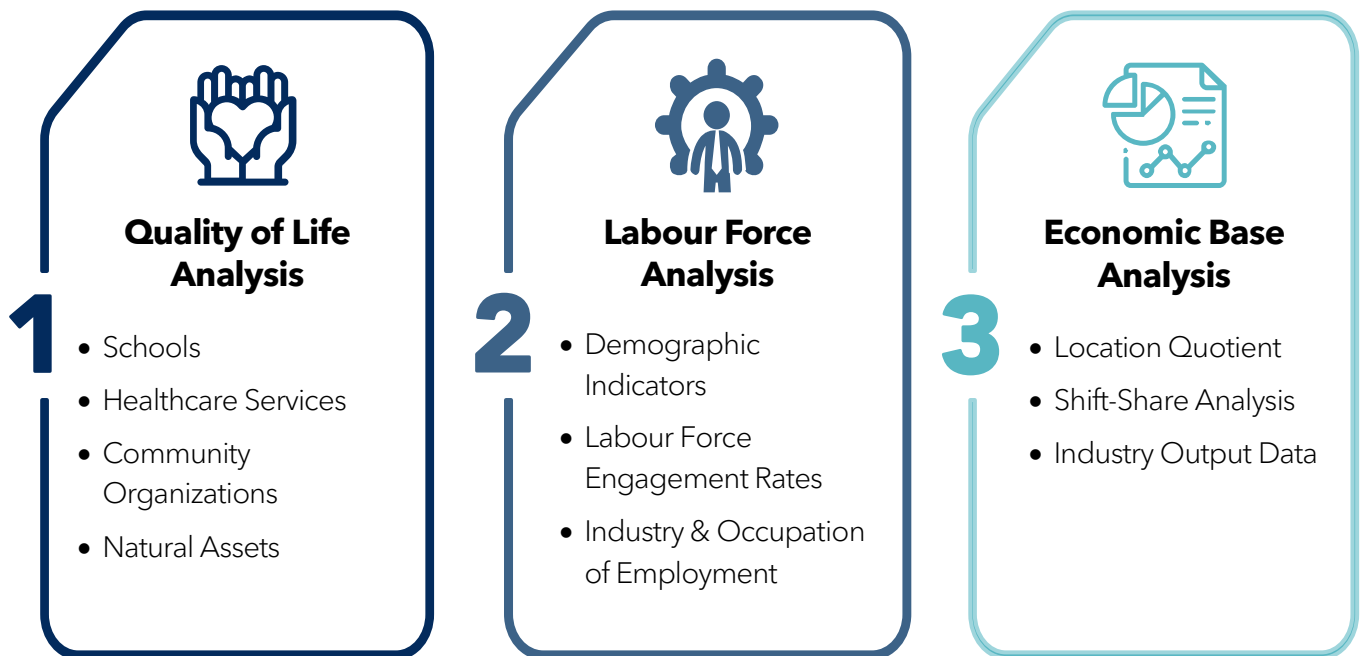 1
Quality of Life
Analysis
• Schools
• Healthcare Services
• Community
Organizations
• Natural Assets
2
Labour Force
Analysis
• Demographic
Indicators
• Labour Force
Engagement Rates
• Industry & Occupation
of Employment
3
Economic Base
Analysis
• Location Quotient
• Shift-Share Analysis
• Industry Output Data